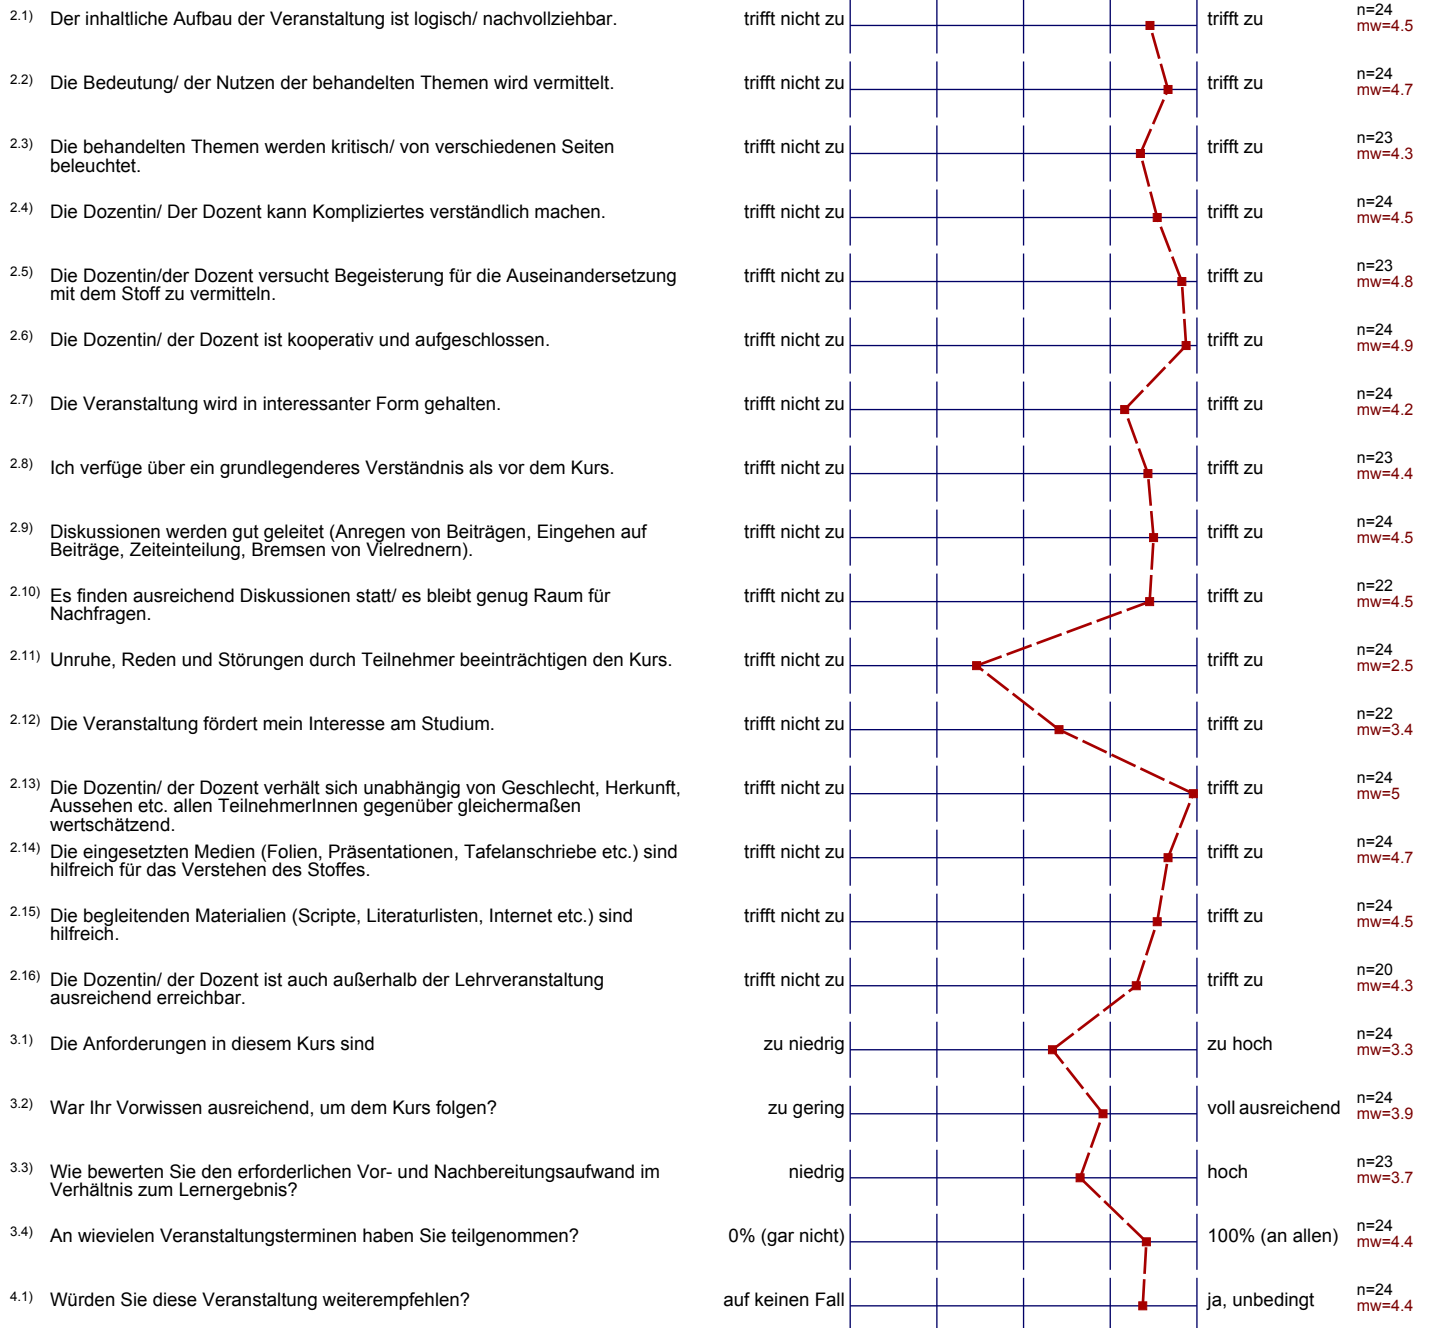 2.1) Der inhaltliche Aufbau der Veranstaltung ist logisch/ nachvollziehbar. trifft nicht zu trifft zu n=24
mw=4.5
2.2) Die Bedeutung/ der Nutzen der behandelten Themen wird vermittelt. trifft nicht zu trifft zu n=24
mw=4.7
2.3) Die behandelten Themen werden kritisch/ von verschiedenen Seiten trifft nicht zu trifft zu n=23
beleuchtet. mw=4.3
2.4) Die Dozentin/ Der Dozent kann Kompliziertes verständlich machen. trifft nicht zu trifft zu n=24
mw=4.5
2.5) Die Dozentin/der Dozent versucht Begeisterung für die Auseinandersetzung trifft nicht zu trifft zu n=23
mit dem Stoff zu vermitteln. mw=4.8
2.6) Die Dozentin/ der Dozent ist kooperativ und aufgeschlossen. trifft nicht zu trifft zu n=24
mw=4.9
2.7) Die Veranstaltung wird in interessanter Form gehalten. trifft nicht zu trifft zu n=24
mw=4.2
2.8) Ich verfüge über ein grundlegenderes Verständnis als vor dem Kurs. trifft nicht zu trifft zu n=23
mw=4.4
2.9) Diskussionen werden gut geleitet (Anregen von Beiträgen, Eingehen auf trifft nicht zu trifft zu n=24
Beiträge, Zeiteinteilung, Bremsen von Vielrednern). mw=4.5
2.10) Es finden ausreichend Diskussionen statt/ es bleibt genug Raum für trifft nicht zu trifft zu n=22
Nachfragen. mw=4.5
2.11) Unruhe, Reden und Störungen durch Teilnehmer beeinträchtigen den Kurs. trifft nicht zu trifft zu n=24
mw=2.5
2.12) Die Veranstaltung fördert mein Interesse am Studium. trifft nicht zu trifft zu n=22
mw=3.4
2.13) Die Dozentin/ der Dozent verhält sich unabhängig von Geschlecht, Herkunft, trifft nicht zu trifft zu n=24
Aussehen etc. allen TeilnehmerInnen gegenüber gleichermaßen mw=5
wertschätzend.
2.14) Die eingesetzten Medien (Folien, Präsentationen, Tafelanschriebe etc.) sind trifft nicht zu trifft zu n=24
hilfreich für das Verstehen des Stoffes. mw=4.7
2.15) Die begleitenden Materialien (Scripte, Literaturlisten, Internet etc.) sind trifft nicht zu trifft zu n=24
hilfreich. mw=4.5
2.16) Die Dozentin/ der Dozent ist auch außerhalb der Lehrveranstaltung trifft nicht zu trifft zu n=20
ausreichend erreichbar. mw=4.3
3.1) Die Anforderungen in diesem Kurs sind zu niedrig zu hoch n=24
mw=3.3
3.2) War Ihr Vorwissen ausreichend, um dem Kurs folgen? zu gering voll ausreichend n=24
mw=3.9
3.3) Wie bewerten Sie den erforderlichen Vor- und Nachbereitungsaufwand im niedrig hoch n=23
Verhältnis zum Lernergebnis? mw=3.7
3.4) An wievielen Veranstaltungsterminen haben Sie teilgenommen? 0% (gar nicht) 100% (an allen) n=24
mw=4.4
4.1) Würden Sie diese Veranstaltung weiterempfehlen? auf keinen Fall ja, unbedingt n=24
mw=4.4